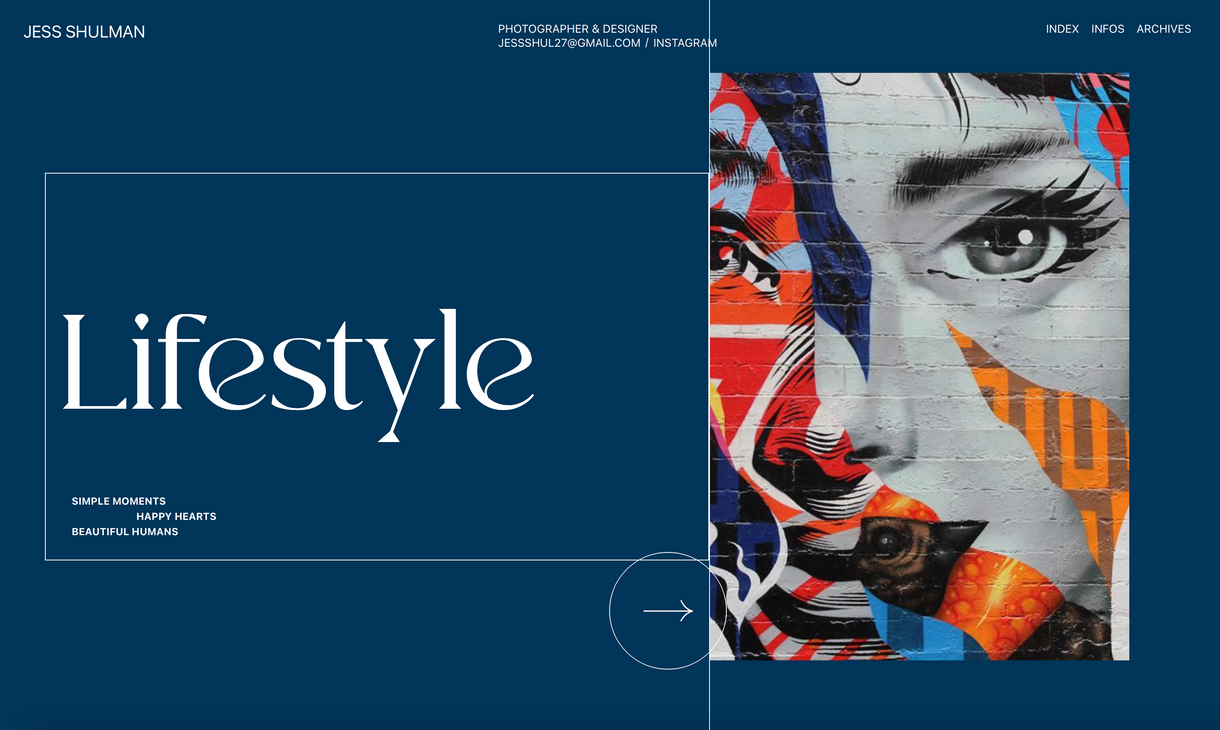 JESS SHULMAN
PHOTOGRAPHER & DESIGNER
JESSSHUL27@GMAIL.COM / INSTAGRAM
INDEX INFOS ARCHIVES
Lifestyle
SIMPLE MOMENTS
HAPPY HEARTS
BEAUTIFUL HUMANS